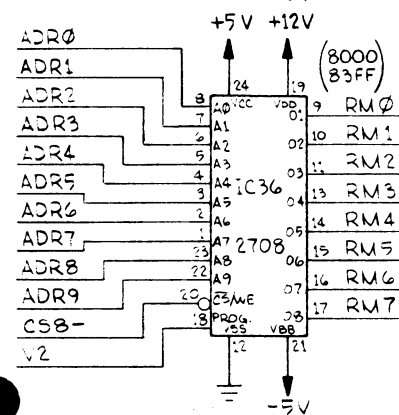 +5V +12V
(8000
83FF)
ADRØ
ADR1
ADR2
ADR3
ADR4
ADR5
ADR6
ADR7
ADR8
ADR9
CS8-
V2
24 19
VCC VDD
8 AØ
7 A1
6 A2
5 A3
4 A4
3 A5
2 A6
1 A7
23 A8
22 A9
20 CS/WE
18 PROG.
IC36
2708
O1 9 RMØ
O2 10 RM1
O3 11 RM2
O4 13 RM3
O5 14 RM4
O6 15 RM5
O7 16 RM6
O8 17 RM7
VSS VBB
12 21
-5V